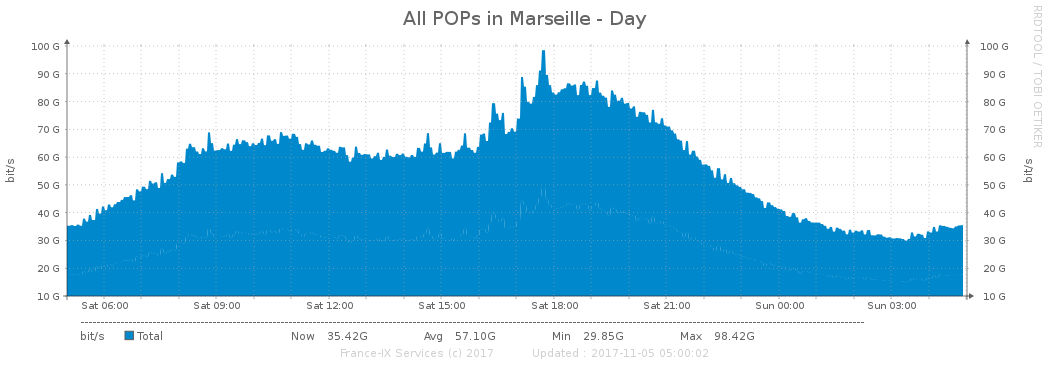 All POPs in Marseille - Day
RRDTOOL / TOBI OETIKER
bit/s
100 G
90 G
80 G
70 G
60 G
50 G
40 G
30 G
20 G
10 G
100 G
90 G
80 G
70 G
60 G
50 G
40 G
30 G
20 G
10 G
bit/s
Sat 06:00 Sat 09:00 Sat 12:00 Sat 15:00 Sat 18:00 Sat 21:00 Sun 00:00 Sun 03:00
bit/s Total Now 35.42G Avg 57.10G Min 29.85G Max 98.42G
France-IX Services (c) 2017 Updated : 2017-11-05 05:00:02